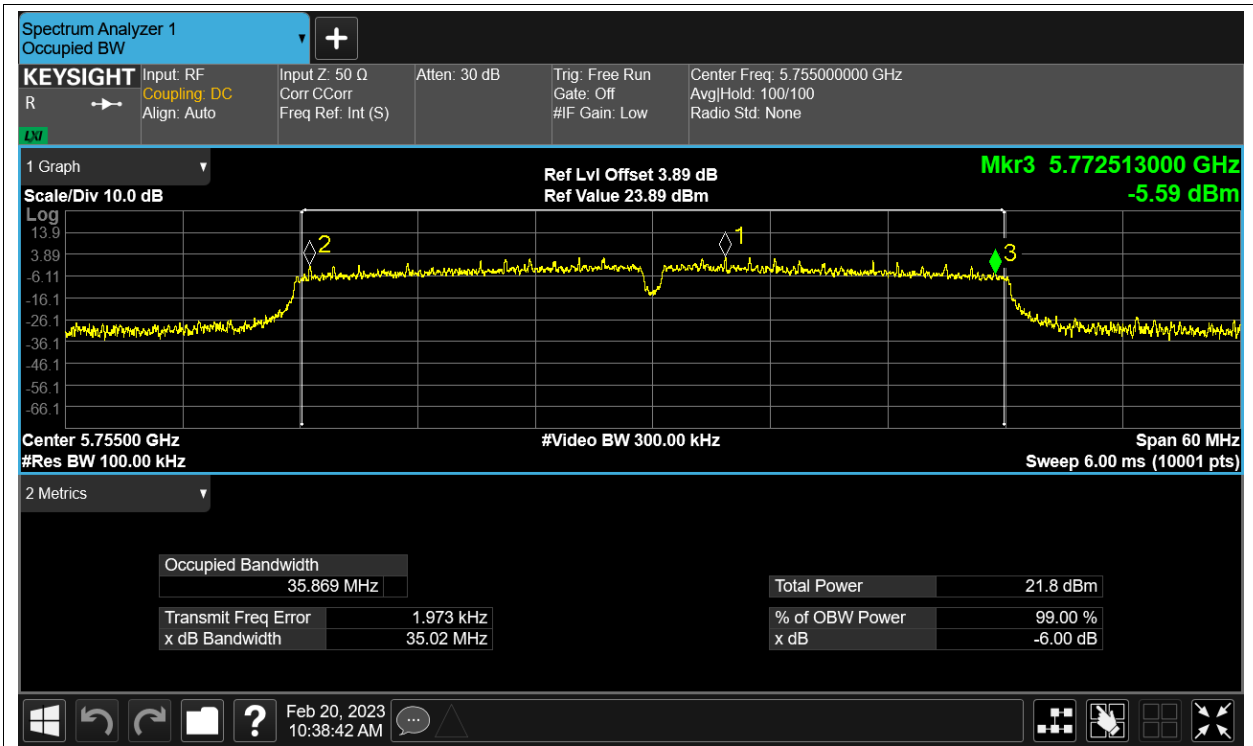 Spectrum Analyzer 1
Occupied BW
KEYSIGHT
R
LXI
Input: RF
Coupling: DC
Align: Auto
Input Z: 50 Ω
Corr CCorr
Freq Ref: Int (S)
Atten: 30 dB
Trig: Free Run
Gate: Off
#IF Gain: Low
Center Freq: 5.755000000 GHz
Avg|Hold: 100/100
Radio Std: None
1 Graph
Scale/Div 10.0 dB
Ref Lvl Offset 3.89 dB
Ref Value 23.89 dBm
Mkr3 5.772513000 GHz
-5.59 dBm
Log
13.9
3.89
-6.11
-16.1
-26.1
-36.1
-46.1
-56.1
-66.1
2
1
3
Center 5.75500 GHz
#Video BW 300.00 kHz
Span 60 MHz
#Res BW 100.00 kHz
Sweep 6.00 ms (10001 pts)
2 Metrics
Occupied Bandwidth
35.869 MHz
Transmit Freq Error 1.973 kHz
x dB Bandwidth 35.02 MHz
Total Power 21.8 dBm
% of OBW Power 99.00 %
x dB -6.00 dB
?
Feb 20, 2023
10:38:42 AM